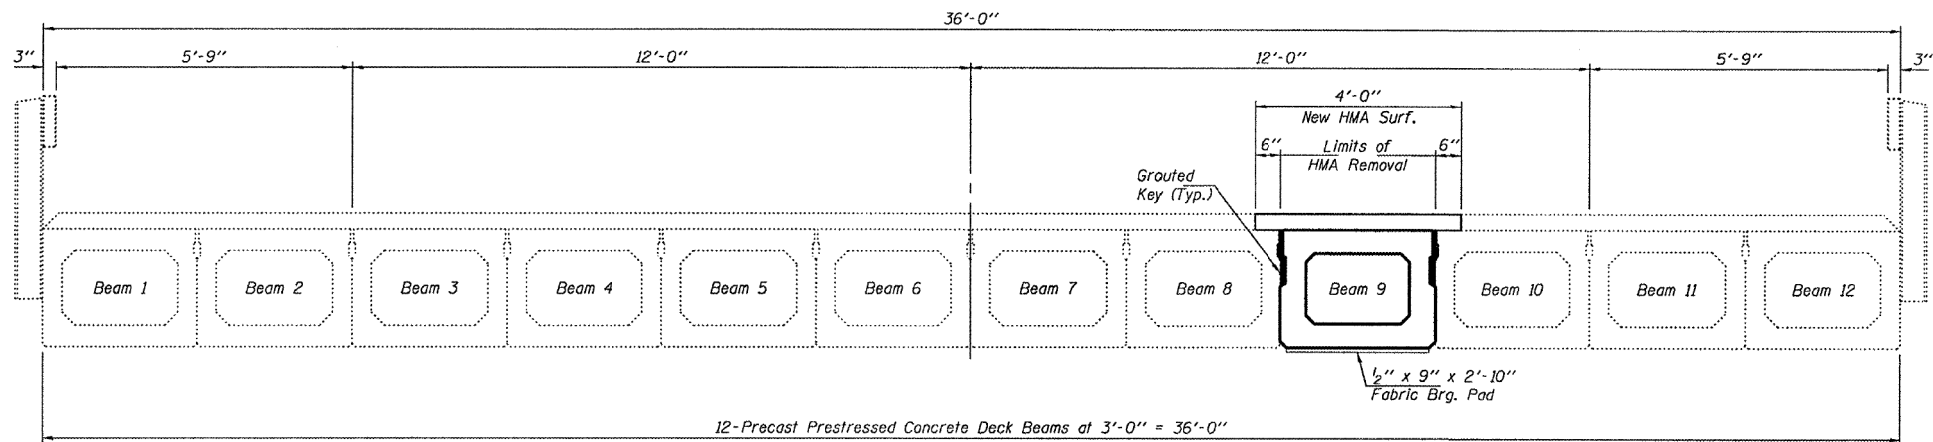 36'-0"
3" 5'-9" 12'-0" 12'-0" 5'-9" 3"
4'-0"
New HMA Surf.
6" Limits of 6"
HMA Removal
Grouted
Key (Typ.)
Beam 1 Beam 2 Beam 3 Beam 4 Beam 5 Beam 6 Beam 7 Beam 8 Beam 9 Beam 10 Beam 11 Beam 12
1/2" x 9" x 2'-10"
Fabric Brg. Pad
12-Precast Prestressed Concrete Deck Beams at 3'-0" = 36'-0"